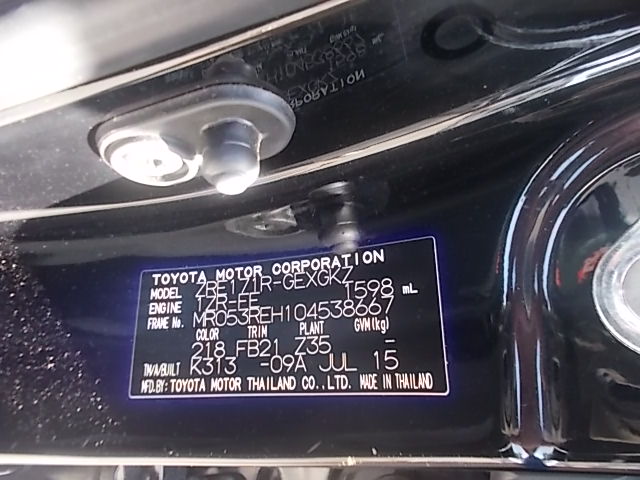 TOYOTA MOTOR CORPORATION
MODEL ZRE171R-GEXGKZ
ENGINE 1ZR-FE 1598 mL
FRAME No. MR053REH104538667
COLOR TRIM PLANT GVM(kg)
218 FB21 Z35 -
T/A/BUILT K313 -09A JUL 15
MFD.BY: TOYOTA MOTOR THAILAND CO.,LTD. MADE IN THAILAND